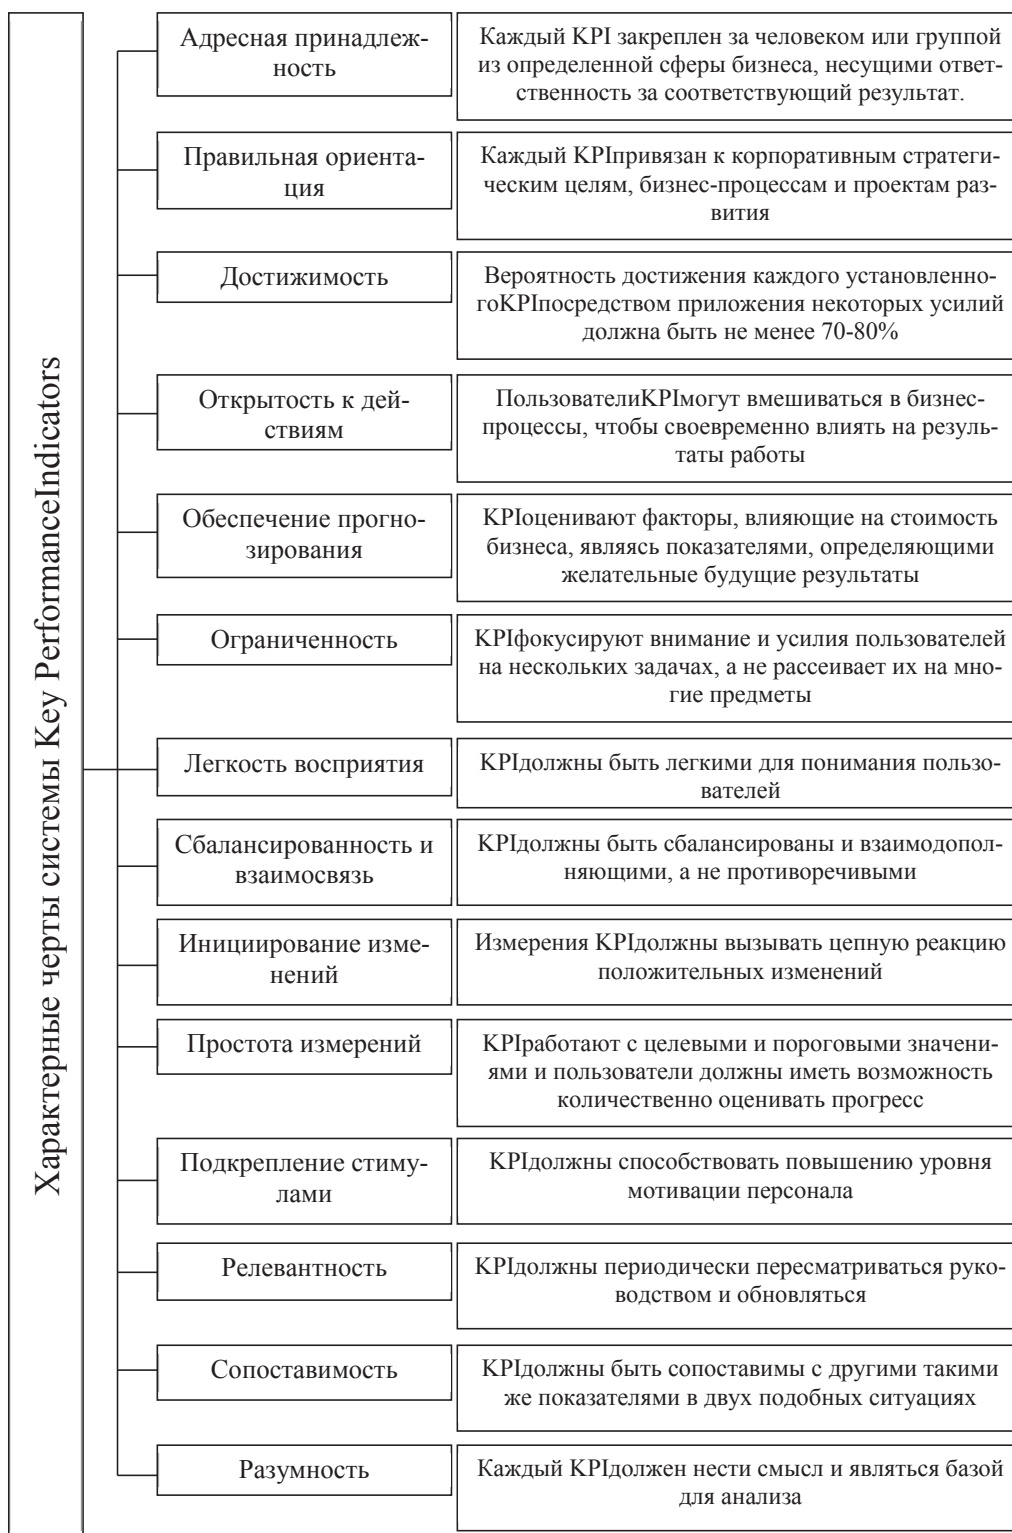 Характерные черты системы Key PerformanceIndicators
Адресная принадлеж-
ность
Каждый KPI закреплен за человеком или группой
из определенной сферы бизнеса, несущими ответ-
ственность за соответствующий результат.
Правильная ориента-
ция
Каждый KPIпривязан к корпоративным стратеги-
ческим целям, бизнес-процессам и проектам раз-
вития
Достижимость
Вероятность достижения каждого установленно-
гоKPIпосредством приложения некоторых усилий
должна быть не менее 70-80%
Открытость к дей-
ствиям
ПользователиKPIмогут вмешиваться в бизнес-
процессы, чтобы своевременно влиять на резуль-
таты работы
Обеспечение прогно-
зирования
KPIоценивают факторы, влияющие на стоимость
бизнеса, являясь показателями, определяющими
желательные будущие результаты
Ограниченность
KPIфокусируют внимание и усилия пользователей
на нескольких задачах, а не рассеивает их на мно-
гие предметы
Легкость восприятия
KPIдолжны быть легкими для понимания пользо-
вателей
Сбалансированность и
взаимосвязь
KPIдолжны быть сбалансированы и взаимодопол-
няющими, а не противоречивыми
Инициирование изме-
нений
Измерения KPIдолжны вызывать цепную реакцию
положительных изменений
Простота измерений
KPIработают с целевыми и пороговыми значени-
ями и пользователи должны иметь возможность
количественно оценивать прогресс
Подкрепление стиму-
лами
KPIдолжны способствовать повышению уровня
мотивации персонала
Релевантность
KPIдолжны периодически пересматриваться руко-
водством и обновляться
Сопоставимость
KPIдолжны быть сопоставимы с другими такими
же показателями в двух подобных ситуациях
Разумность
Каждый KPIдолжен нести смысл и являться базой
для анализа